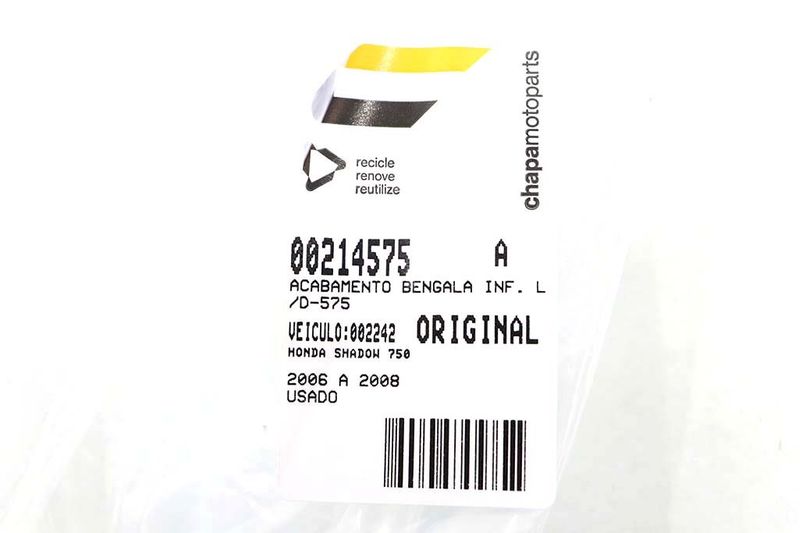 chapamotoparts
recicle
renove
reutilize
00214575 A
ACABAMENTO BENGALA INF. L
/D-575
VEICULO:002242 ORIGINAL
HONDA SHADOW 750
2006 A 2008
USADO